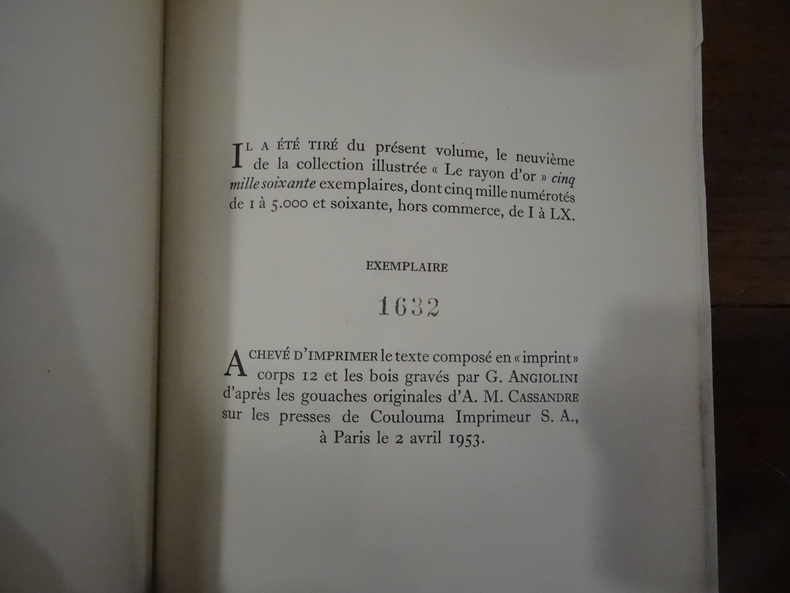 IL A ÉTÉ TIRÉ du présent volume, le neuvième
de la collection illustrée « Le rayon d'or » cinq
mille soixante exemplaires, dont cinq mille numérotés
de 1 à 5.000 et soixante, hors commerce, de I à LX.
EXEMPLAIRE
1632
ACHEVÉ D'IMPRIMER le texte composé en « imprint »
corps 12 et les bois gravés par G. ANGIOLINI
d'après les gouaches originales d'A. M. CASSANDRE
sur les presses de Coulouma Imprimeur S. A.,
à Paris le 2 avril 1953.